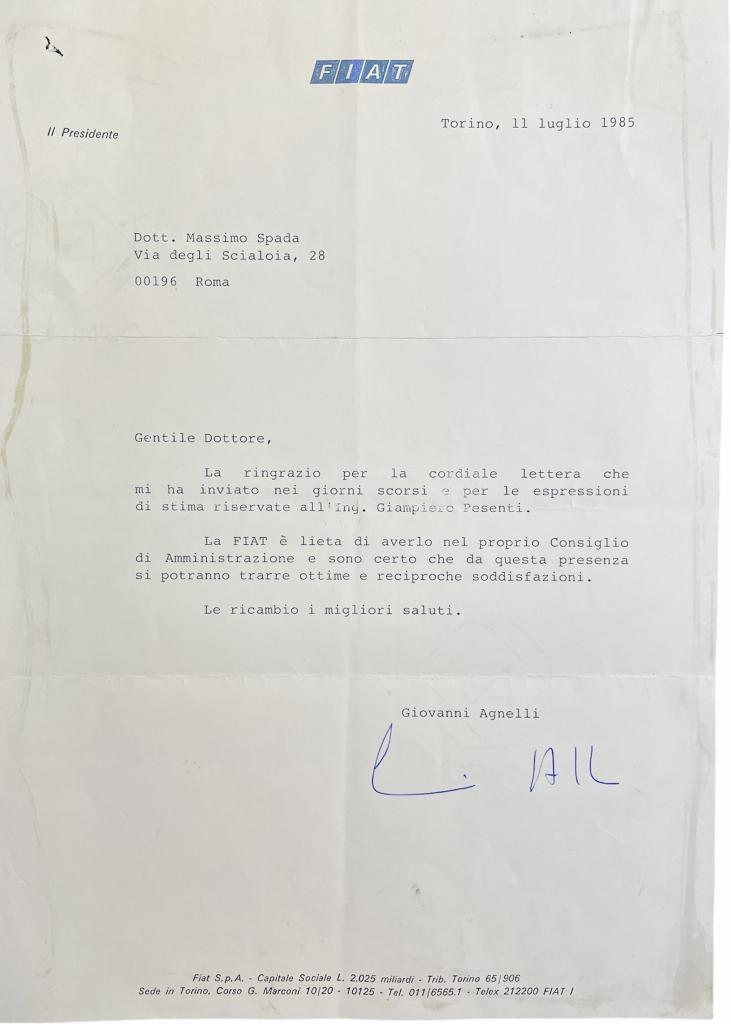 FIAT
Torino, 11 luglio 1985
Il Presidente
Dott. Massimo Spada
Via degli Scialoia, 28
00196 Roma
Gentile Dottore,
La ringrazio per la cordiale lettera che
mi ha inviato nei giorni scorsi e per le espressioni
di stima riservate all'Ing. Giampiero Pesenti.
La FIAT è lieta di averlo nel proprio Consiglio
di Amministrazione e sono certo che da questa presenza
si potranno trarre ottime e reciproche soddisfazioni.
Le ricambio i migliori saluti.
Giovanni Agnelli
Fiat S.p.A. - Capitale Sociale L. 2.025 miliardi - Trib. Torino 65/906
Sede in Torino, Corso G. Marconi 10/20 - 10125 - Tel. 011/6565.1 - Telex 212200 FIAT I